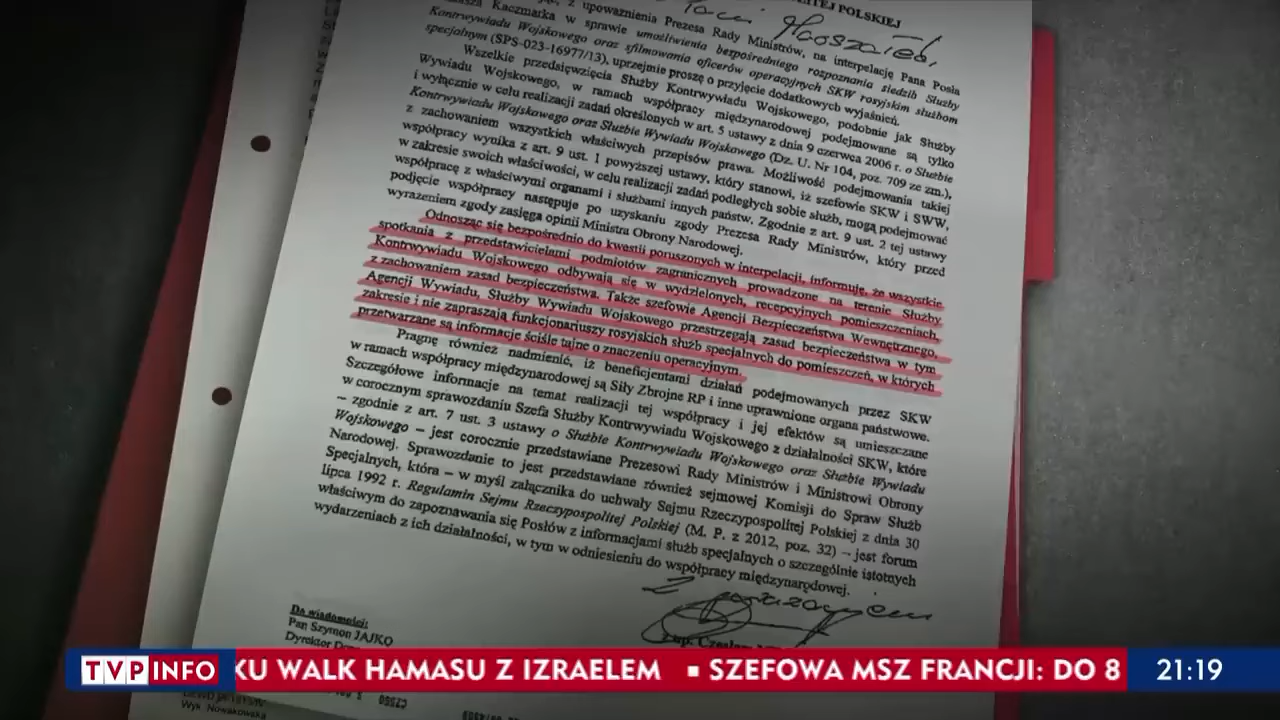 ITEJ POLSKIEJ
Pani Marszałek,
z upoważnienia Prezesa Rady Ministrów, na interpelację Pana Posła
Kaczmarka w sprawie umożliwienia bezpośredniego rozpoznania siedzib Służby
Kontrwywiadu Wojskowego oraz sfilmowania oficerów operacyjnych SKW rosyjskim służbom
specjalnym (SPS-023-16977/13), uprzejmie proszę o przyjęcie dodatkowych wyjaśnień.
Wszelkie przedsięwzięcia Służby Kontrwywiadu Wojskowego, podobnie jak Służby
Wywiadu Wojskowego, w ramach współpracy międzynarodowej podejmowane są tylko
i wyłącznie w celu realizacji zadań określonych w art. 5 ustawy z dnia 9 czerwca 2006 r. o Służbie
Kontrwywiadu Wojskowego oraz Służbie Wywiadu Wojskowego (Dz. U. Nr 104, poz. 709 ze zm.),
z zachowaniem wszystkich właściwych przepisów prawa. Możliwość podejmowania takiej
współpracy wynika z art. 9 ust. 1 powyższej ustawy, który stanowi, iż szefowie SKW i SWW,
w zakresie swoich właściwości, w celu realizacji zadań podległych sobie służb, mogą podejmować
współpracę z właściwymi organami i służbami innych państw. Zgodnie z art. 9 ust. 2 tej ustawy
podjęcie współpracy następuje po uzyskaniu zgody Prezesa Rady Ministrów, który przed
wyrażeniem zgody zasięga opinii Ministra Obrony Narodowej.
Odnosząc się bezpośrednio do kwestii poruszonych w interpelacji, informuję, że wszystkie
spotkania z przedstawicielami podmiotów zagranicznych prowadzone na terenie Służby
Kontrwywiadu Wojskowego odbywają się w wydzielonych, recepcyjnych pomieszczeniach,
z zachowaniem zasad bezpieczeństwa. Także szefowie Agencji Bezpieczeństwa Wewnętrznego,
Agencji Wywiadu, Służby Wywiadu Wojskowego przestrzegają zasad bezpieczeństwa w tym
zakresie i nie zapraszają funkcjonariuszy rosyjskich służb specjalnych do pomieszczeń, w których
przetwarzane są informacje ściśle tajne o znaczeniu operacyjnym.
Pragnę również nadmienić, iż beneficjentami działań podejmowanych przez SKW
w ramach współpracy międzynarodowej są Siły Zbrojne RP i inne uprawnione organa państwowe.
Szczegółowe informacje na temat realizacji tej współpracy i jej efektów są umieszczane
w corocznym sprawozdaniu Szefa Służby Kontrwywiadu Wojskowego z działalności SKW, które
– zgodnie z art. 7 ust. 3 ustawy o Służbie Kontrwywiadu Wojskowego oraz Służbie Wywiadu
Wojskowego – jest corocznie przedstawiane Prezesowi Rady Ministrów i Ministrowi Obrony
Narodowej. Sprawozdanie to jest przedstawiane również sejmowej Komisji do Spraw Służb
Specjalnych, która – w myśl załącznika do uchwały Sejmu Rzeczypospolitej Polskiej z dnia 30
lipca 1992 r. Regulamin Sejmu Rzeczypospolitej Polskiej (M. P. z 2012, poz. 32) – jest forum
właściwym do zapoznawania się Posłów z informacjami służb specjalnych o szczególnie istotnych
wydarzeniach z ich działalności, w tym w odniesieniu do współpracy międzynarodowej.
Z poważaniem
Do wiadomości:
Pan Szymon JAJKO
Dyrektor
Wyk. Nowakowska
TVP INFO KU WALK HAMASU Z IZRAELEM ▪ SZEFOWA MSZ FRANCJI: DO 8 21:19